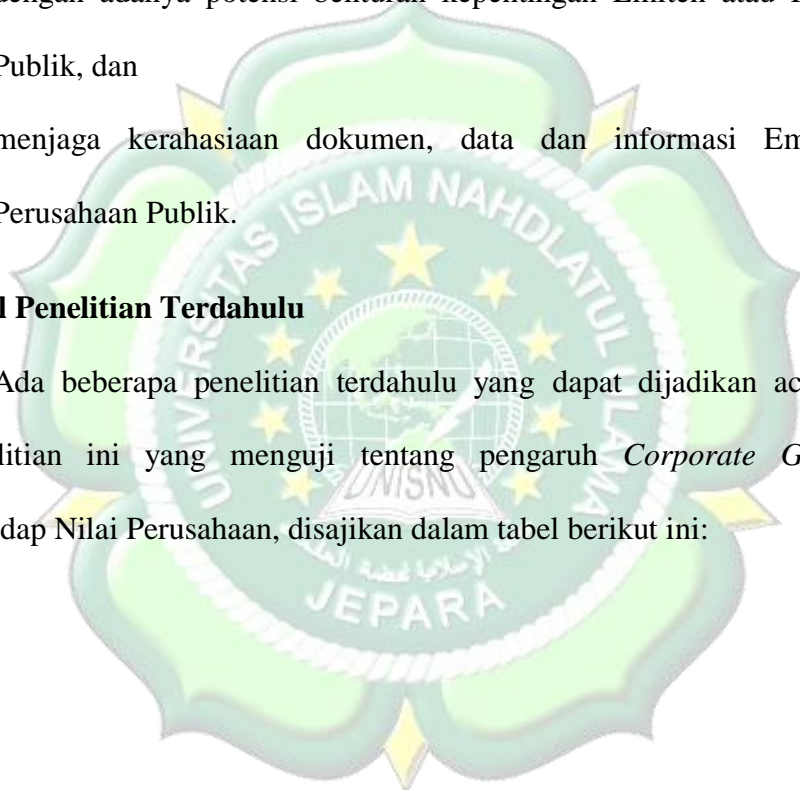 dengan adanya potensi benturan kepentingan Emiten atau
Publik, dan
menjaga kerahasiaan dokumen, data dan informasi Em
Perusahaan Publik.
l Penelitian Terdahulu
Ada beberapa penelitian terdahulu yang dapat dijadikan ac
litian ini yang menguji tentang pengaruh Corporate G
dap Nilai Perusahaan, disajikan dalam tabel berikut ini:
UNIVERSITAS ISLAM NAHDLATUL ULAMA
UNISNU
JEPARA